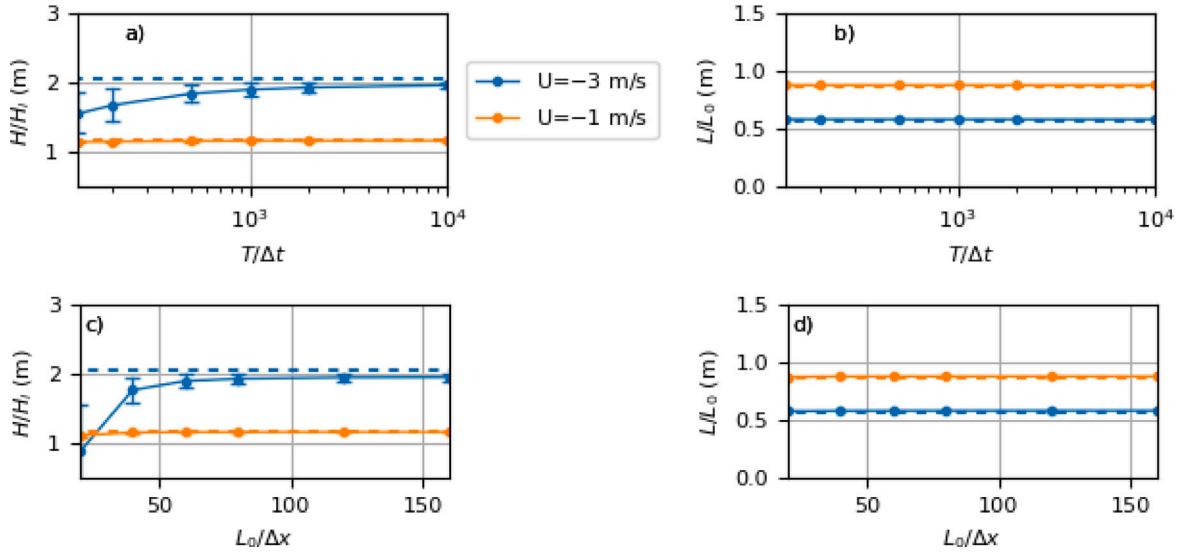 a)
3
2
1
H/Hᵢ (m)
10³
10⁴
T/Δt
U=−3 m/s
U=−1 m/s
b)
1.5
1.0
0.5
0.0
L/L₀ (m)
10³
10⁴
T/Δt
c)
3
2
1
H/Hᵢ (m)
50
100
150
L₀/Δx
d)
1.5
1.0
0.5
0.0
L/L₀ (m)
50
100
150
L₀/Δx